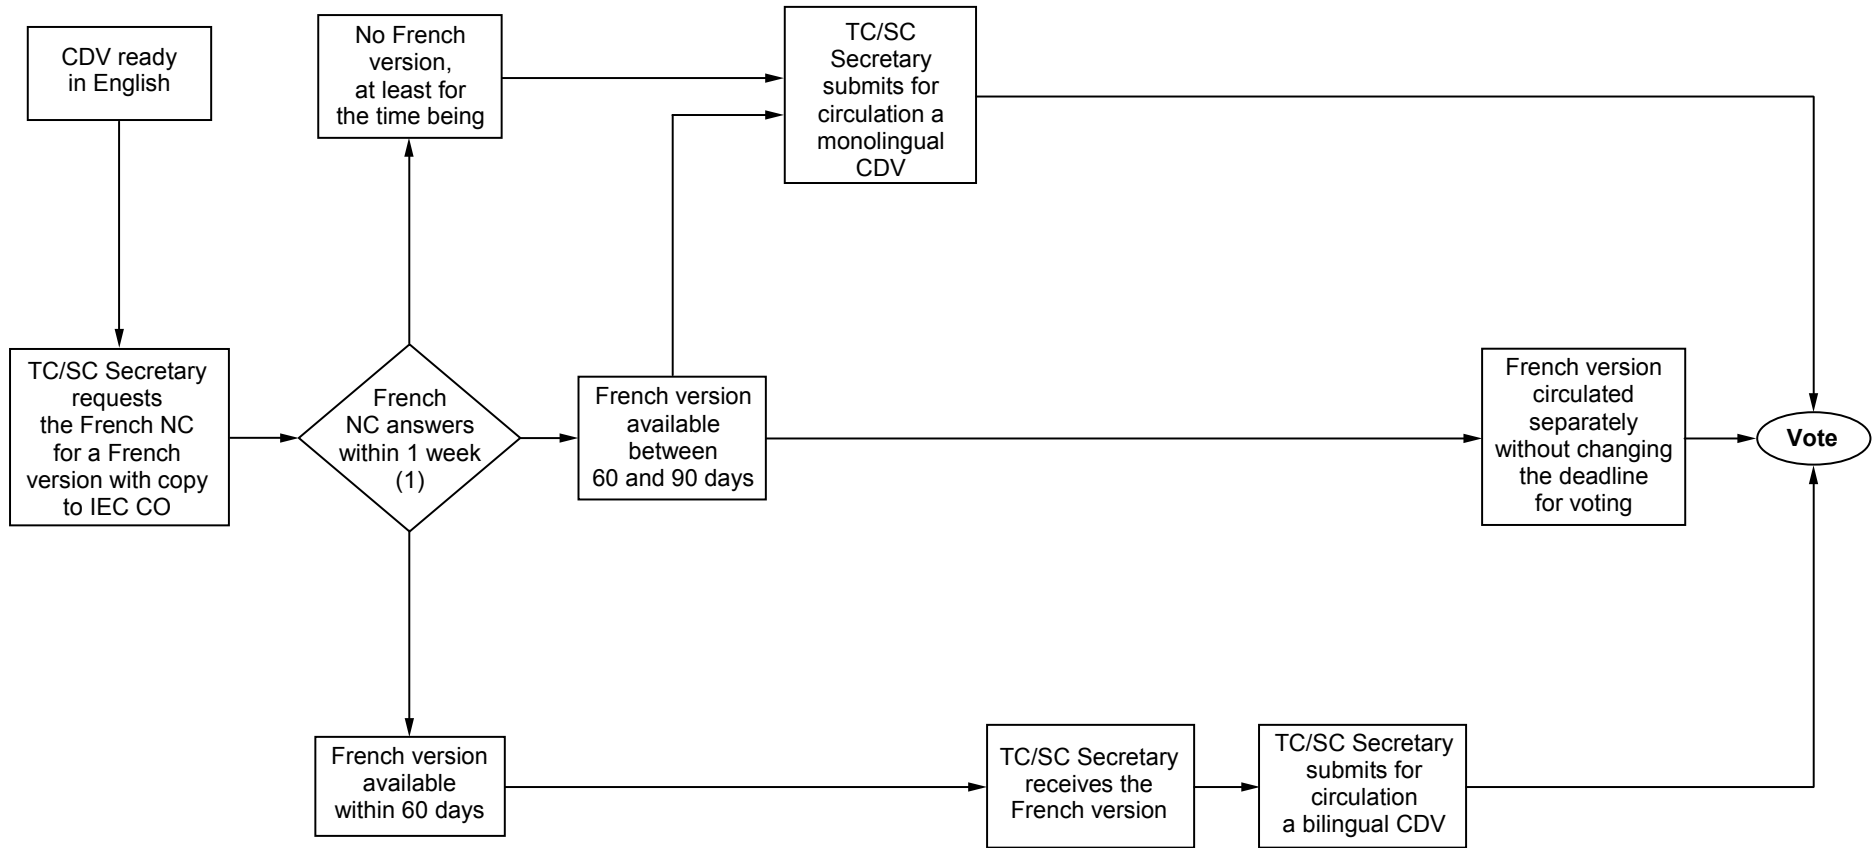 CDV ready
in English
No French
version,
at least for
the time being
TC/SC
Secretary
submits for
circulation a
monolingual
CDV
TC/SC Secretary
requests
the French NC
for a French
version with copy
to IEC CO
French
NC answers
within 1 week
(1)
French version
available
between
60 and 90 days
French version
circulated
separately
without changing
the deadline
for voting
Vote
French version
available
within 60 days
TC/SC Secretary
receives the
French version
TC/SC Secretary
submits for
circulation
a bilingual CDV